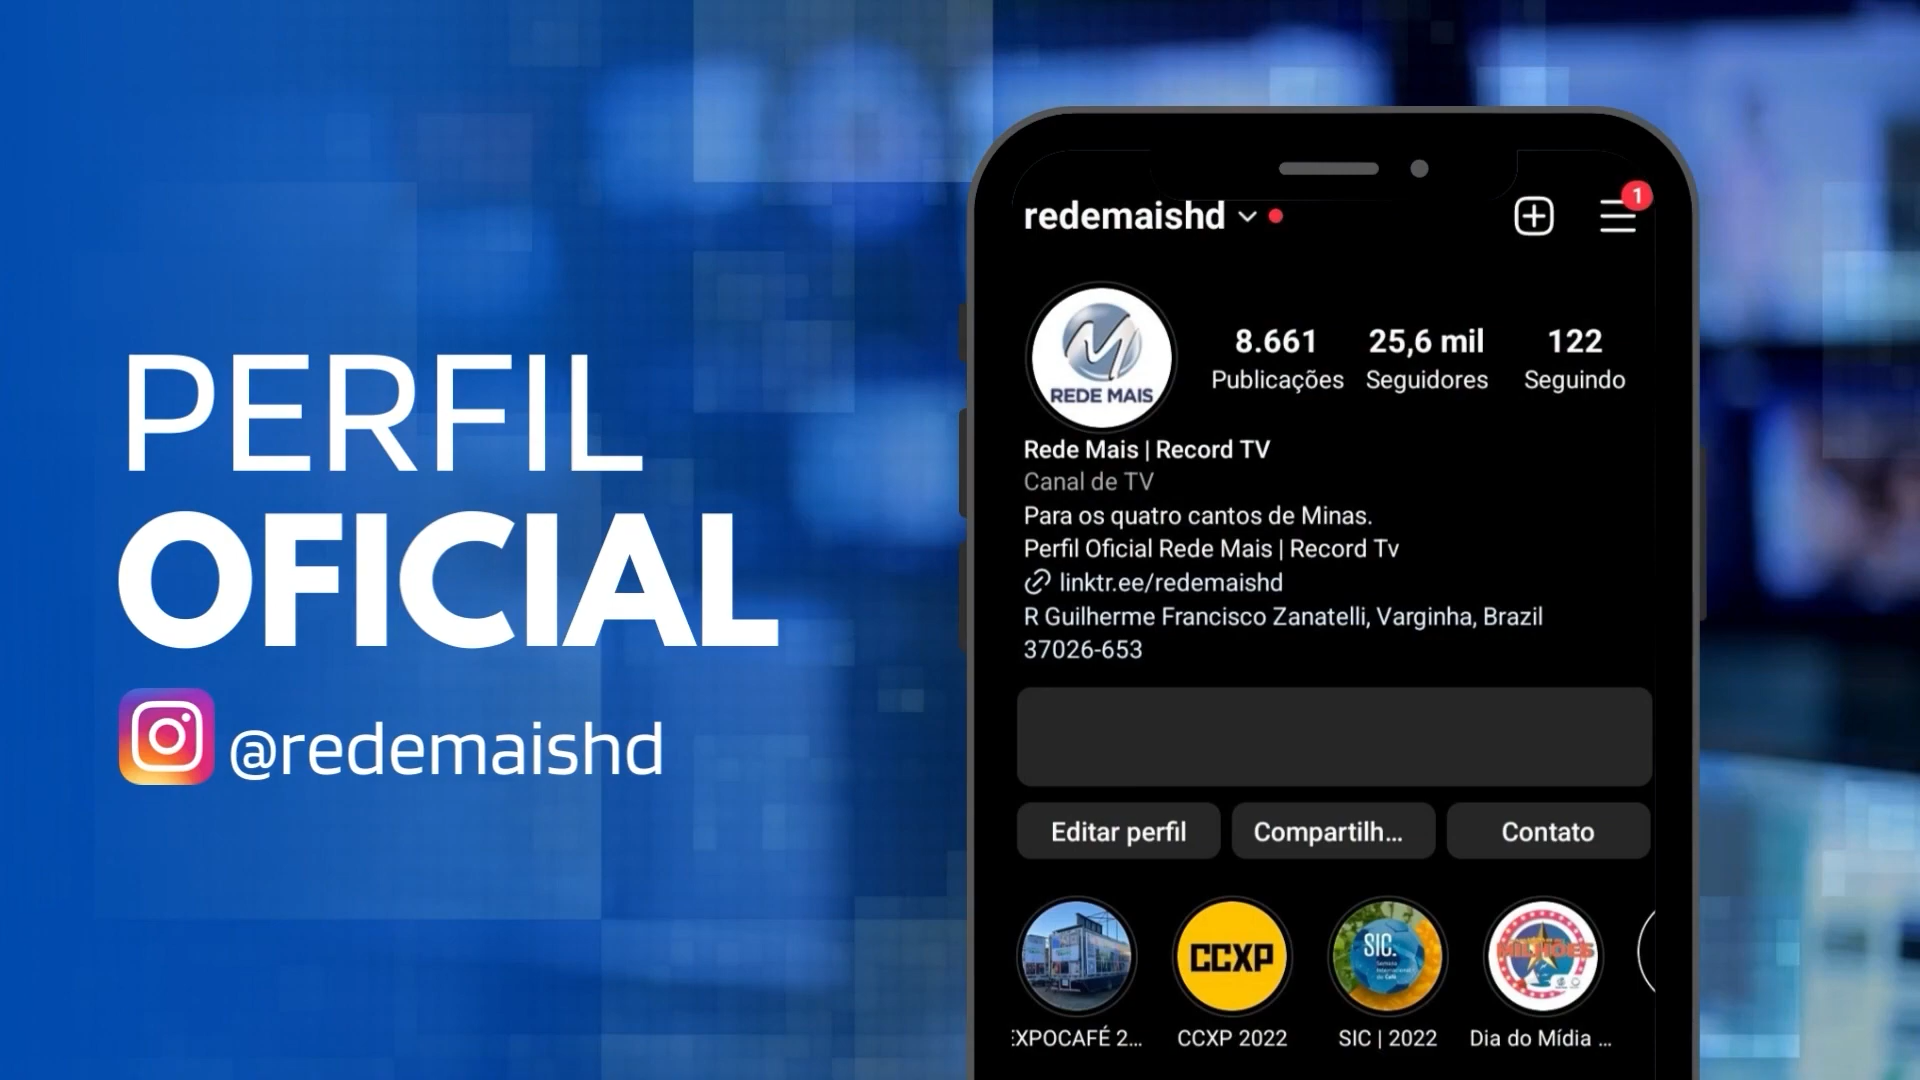 PERFIL
OFICIAL
@redemaishd
redemaishd
1
REDE MAIS
8.661 25,6 mil 122
Publicações Seguidores Seguindo
Rede Mais | Record TV
Canal de TV
Para os quatro cantos de Minas.
Perfil Oficial Rede Mais | Record Tv
linktr.ee/redemaishd
R Guilherme Francisco Zanatelli, Varginha, Brazil
37026-653
Editar perfil Compartilh... Contato
CCXP SIC. MILHÕES
EXPOCAFÉ 2... CCXP 2022 SIC | 2022 Dia do Mídia ...